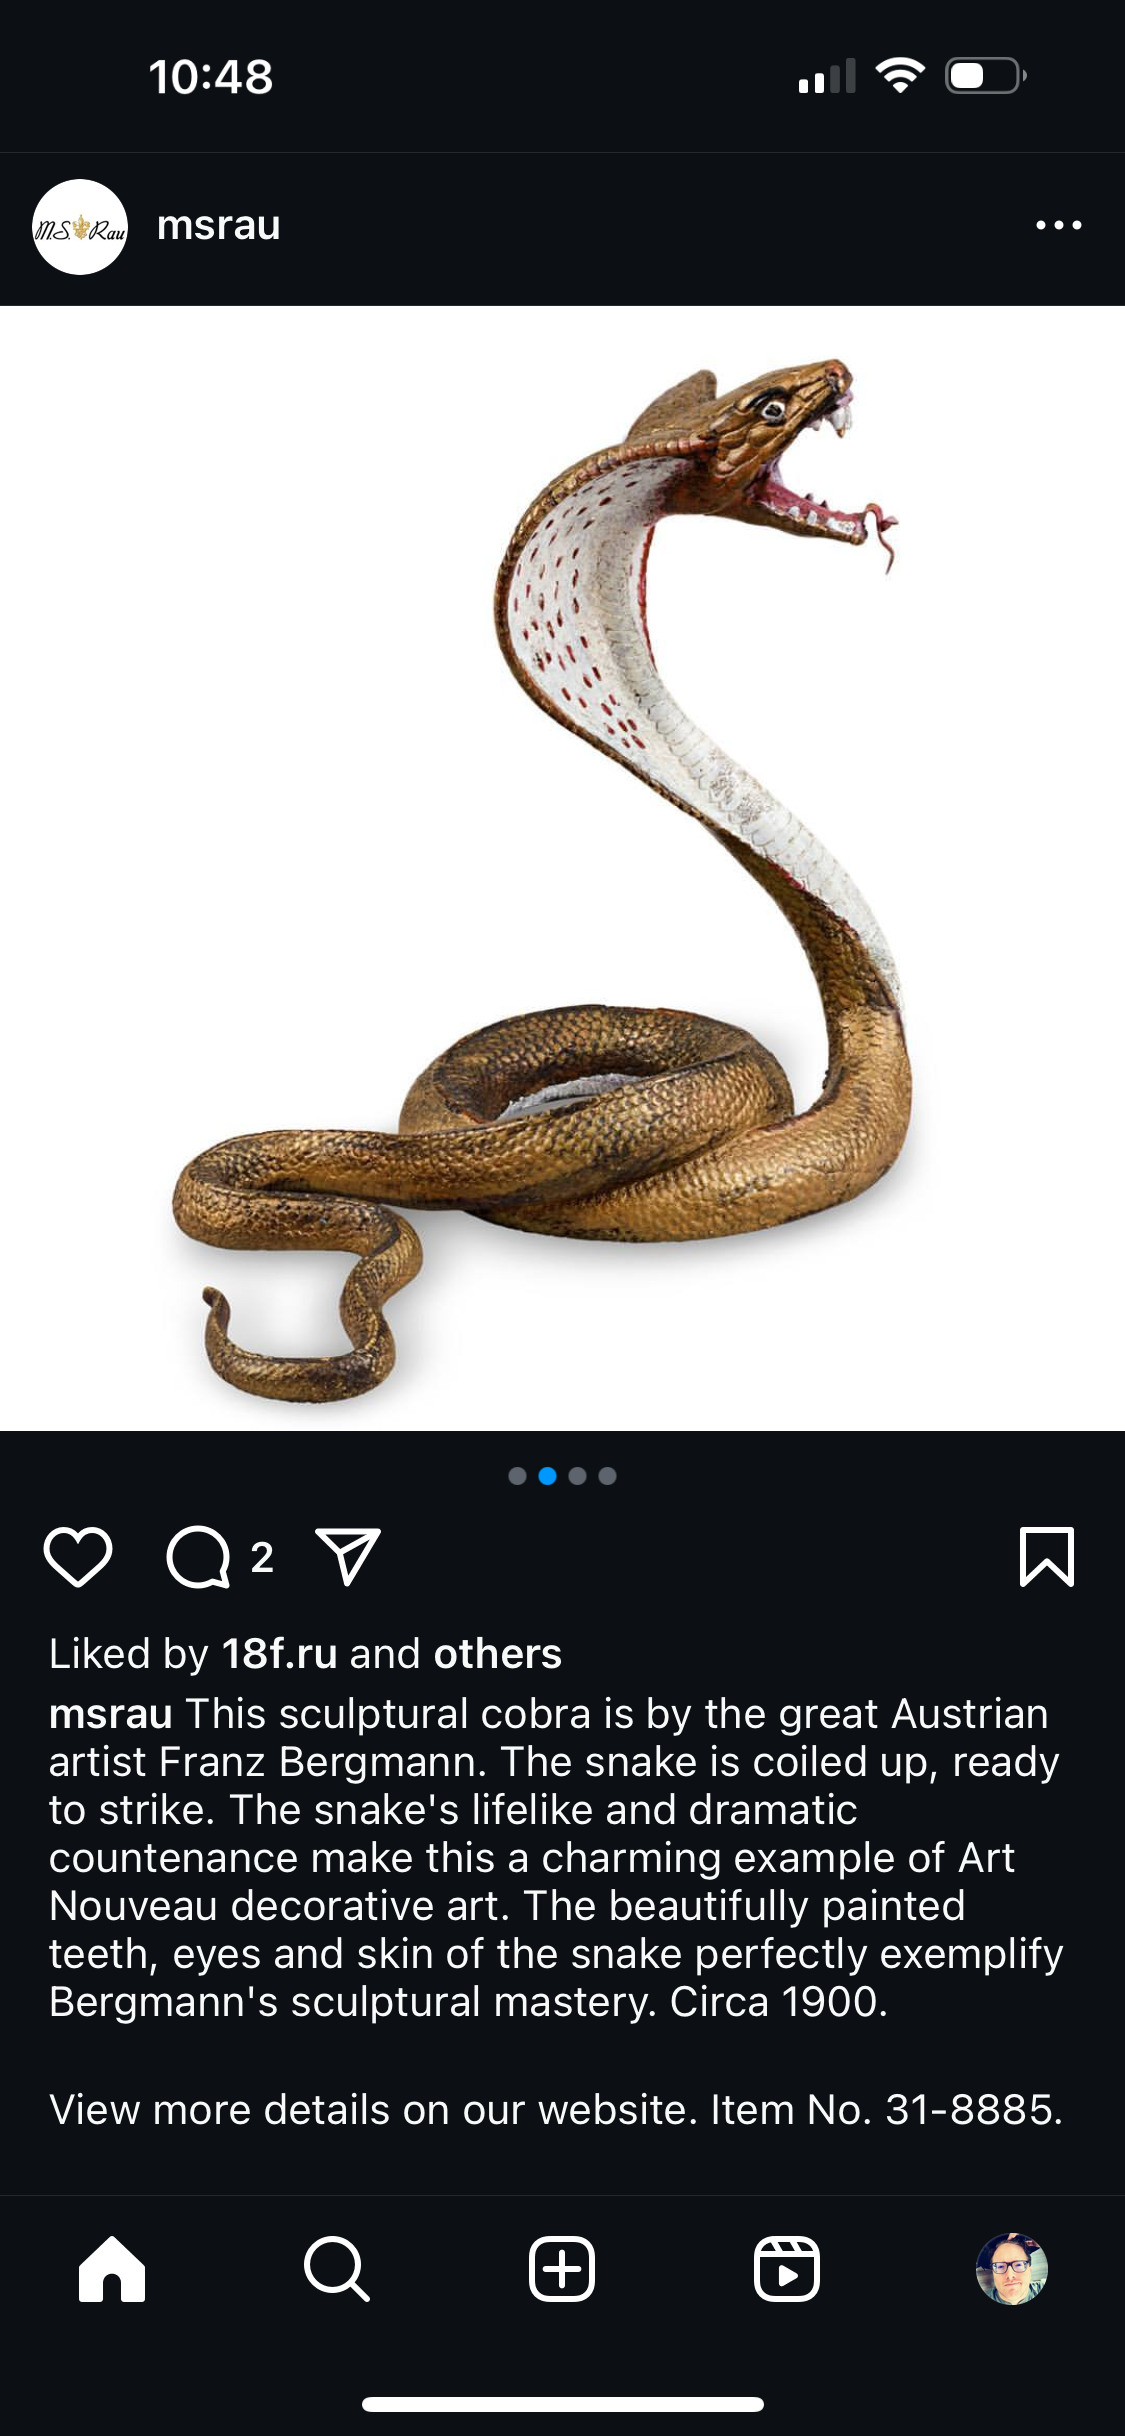 10:48
M.S. Rau
msrau
2
Liked by 18f.ru and others
msrau This sculptural cobra is by the great Austrian
artist Franz Bergmann. The snake is coiled up, ready
to strike. The snake's lifelike and dramatic
countenance make this a charming example of Art
Nouveau decorative art. The beautifully painted
teeth, eyes and skin of the snake perfectly exemplify
Bergmann's sculptural mastery. Circa 1900.
View more details on our website. Item No. 31-8885.